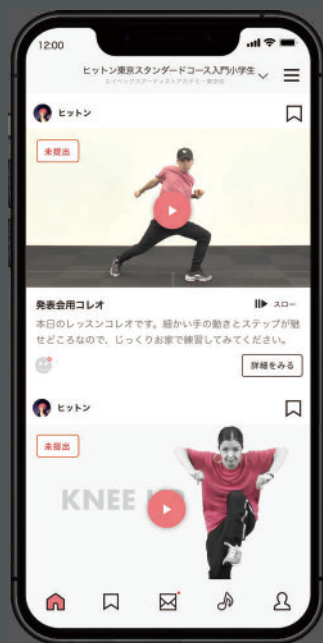 12:00
ヒットン東京スタンダードコース入門小学生
ヒットン
未提出
発表会用コレオ
スロー
本日のレッスンコレオです。細かい手の動きとステップが魅
せどころなので、じっくりお家で練習してみてください。
詳細をみる
ヒットン
未提出
KNEE